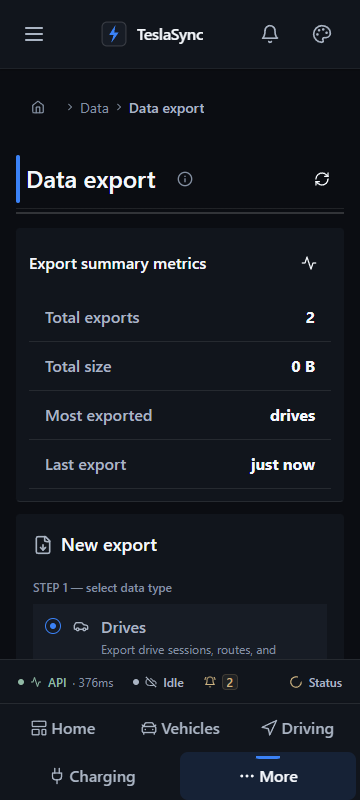 TeslaSync
Data
Data export
Data export
Export summary metrics
Total exports 2
Total size 0 B
Most exported drives
Last export just now
New export
STEP 1 — select data type
Drives
Export drive sessions, routes, and
API · 376ms Idle 2 Status
Home Vehicles Driving
Charging More